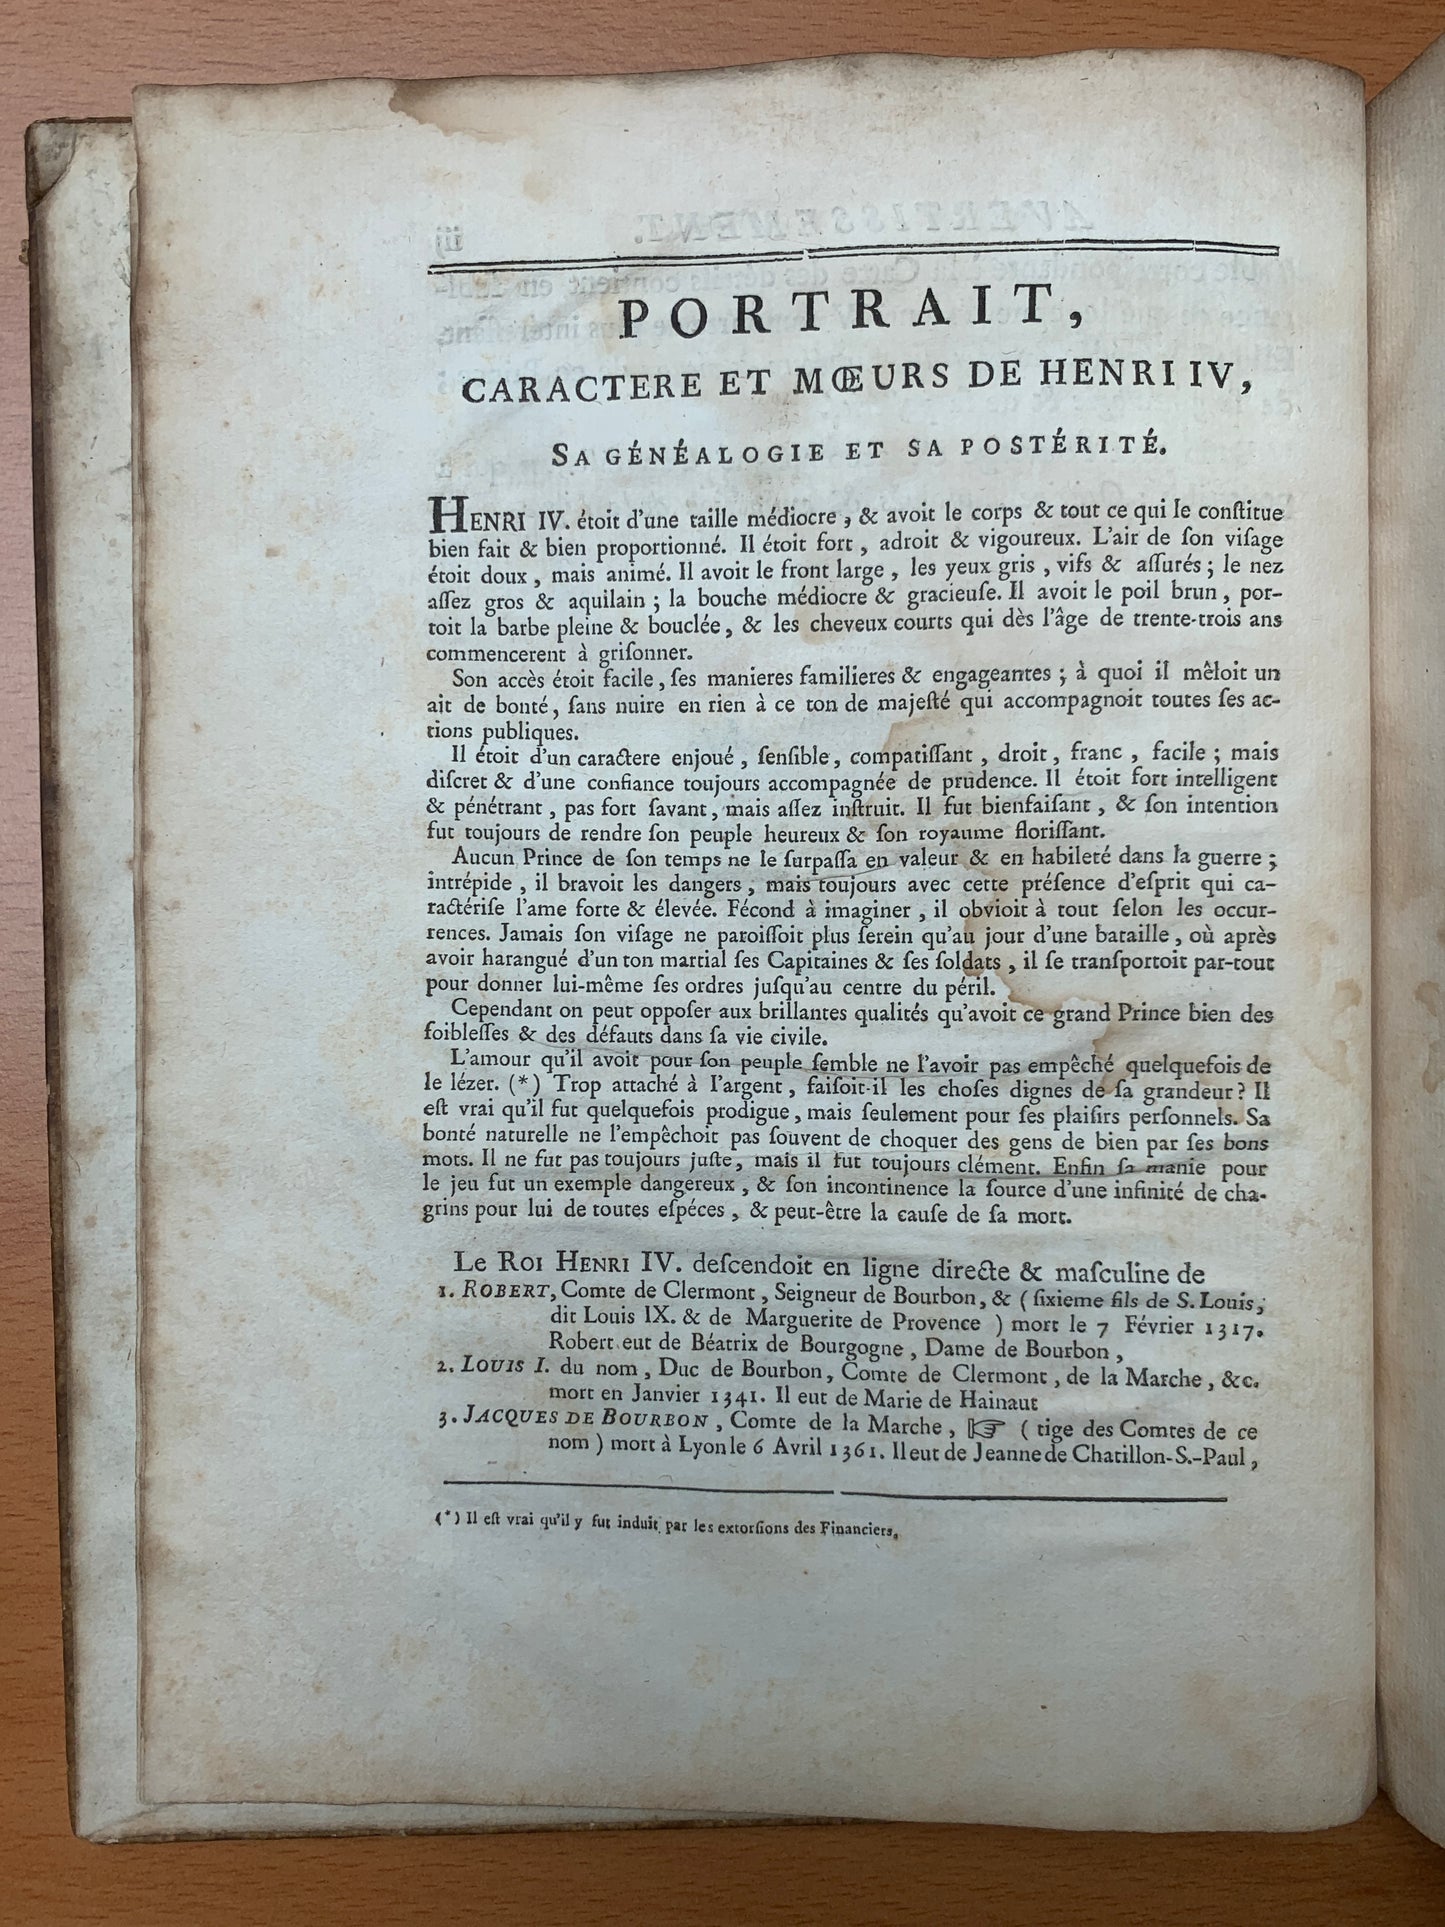 PORTRAIT,
CARACTERE ET MŒURS DE HENRI IV,
SA GÉNÉALOGIE ET SA POSTÉRITÉ.
HENRI IV. étoit d'une taille médiocre, & avoit le corps & tout ce qui le conſtitue
bien fait & bien proportionné. Il étoit fort, adroit & vigoureux. L'air de ſon viſage
étoit doux, mais animé. Il avoit le front large, les yeux gris, vifs & aſſurés; le nez
aſſez gros & aquilain; la bouche médiocre & gracieuſe. Il avoit le poil brun, por-
toit la barbe pleine & bouclée, & les cheveux courts qui dès l'âge de trente-trois ans
commencerent à griſonner.
Son accès étoit facile, ſes manieres familieres & engageantes; à quoi il mêloit un
air de bonté, ſans nuire en rien à ce ton de majeſté qui accompagnoit toutes ſes ac-
tions publiques.
Il étoit d'un caractere enjoué, ſenſible, compatiſſant, droit, franc, facile; mais
diſcret & d'une confiance toujours accompagnée de prudence. Il étoit fort intelligent
& pénétrant, pas fort ſavant, mais aſſez inſtruit. Il fut bienfaiſant, & ſon intention
fut toujours de rendre ſon peuple heureux & ſon royaume floriſſant.
Aucun Prince de ſon temps ne le ſurpaſſa en valeur & en habileté dans la guerre;
intrépide, il bravoit les dangers, mais toujours avec cette préſence d'eſprit qui ca-
ractériſe l'ame forte & élevée. Fécond à imaginer, il obvioit à tout ſelon les occur-
rences. Jamais ſon viſage ne paroiſſoit plus ſerein qu'au jour d'une bataille, où après
avoir harangué d'un ton martial ſes Capitaines & ſes ſoldats, il ſe tranſportoit par-tout
pour donner lui-même ſes ordres juſqu'au centre du péril.
Cependant on peut oppoſer aux brillantes qualités qu'avoit ce grand Prince bien des
foibleſſes & des défauts dans ſa vie civile.
L'amour qu'il avoit pour ſon peuple ſemble ne l'avoir pas empêché quelquefois de
le lézer. (*) Trop attaché à l'argent, faiſoit-il les choſes dignes de ſa grandeur? Il
eſt vrai qu'il fut quelquefois prodigue, mais ſeulement pour ſes plaiſirs perſonnels. Sa
bonté naturelle ne l'empêchoit pas ſouvent de choquer des gens de bien par ſes bons
mots. Il ne fut pas toujours juſte, mais il fut toujours clément. Enfin ſa manie pour
le jeu fut un exemple dangereux, & ſon incontinence la ſource d'une infinité de cha-
grins pour lui de toutes eſpéces, & peut-être la cauſe de ſa mort.
LE ROI HENRI IV. deſcendoit en ligne directe & maſculine de
1. ROBERT, Comte de Clermont, Seigneur de Bourbon, & (ſixieme fils de S. Louis,
dit Louis IX. & de Marguerite de Provence) mort le 7 Février 1317.
Robert eut de Béatrix de Bourgogne, Dame de Bourbon,
2. LOUIS I. du nom, Duc de Bourbon, Comte de Clermont, de la Marche, &c.
mort en Janvier 1341. Il eut de Marie de Hainaut
3. JACQUES DE BOURBON, Comte de la Marche, ☞ (tige des Comtes de ce
nom) mort à Lyon le 6 Avril 1361. Il eut de Jeanne de Chatillon-S.-Paul,
(*) Il eſt vrai qu'il y fut induit par les extorſions des Financiers.